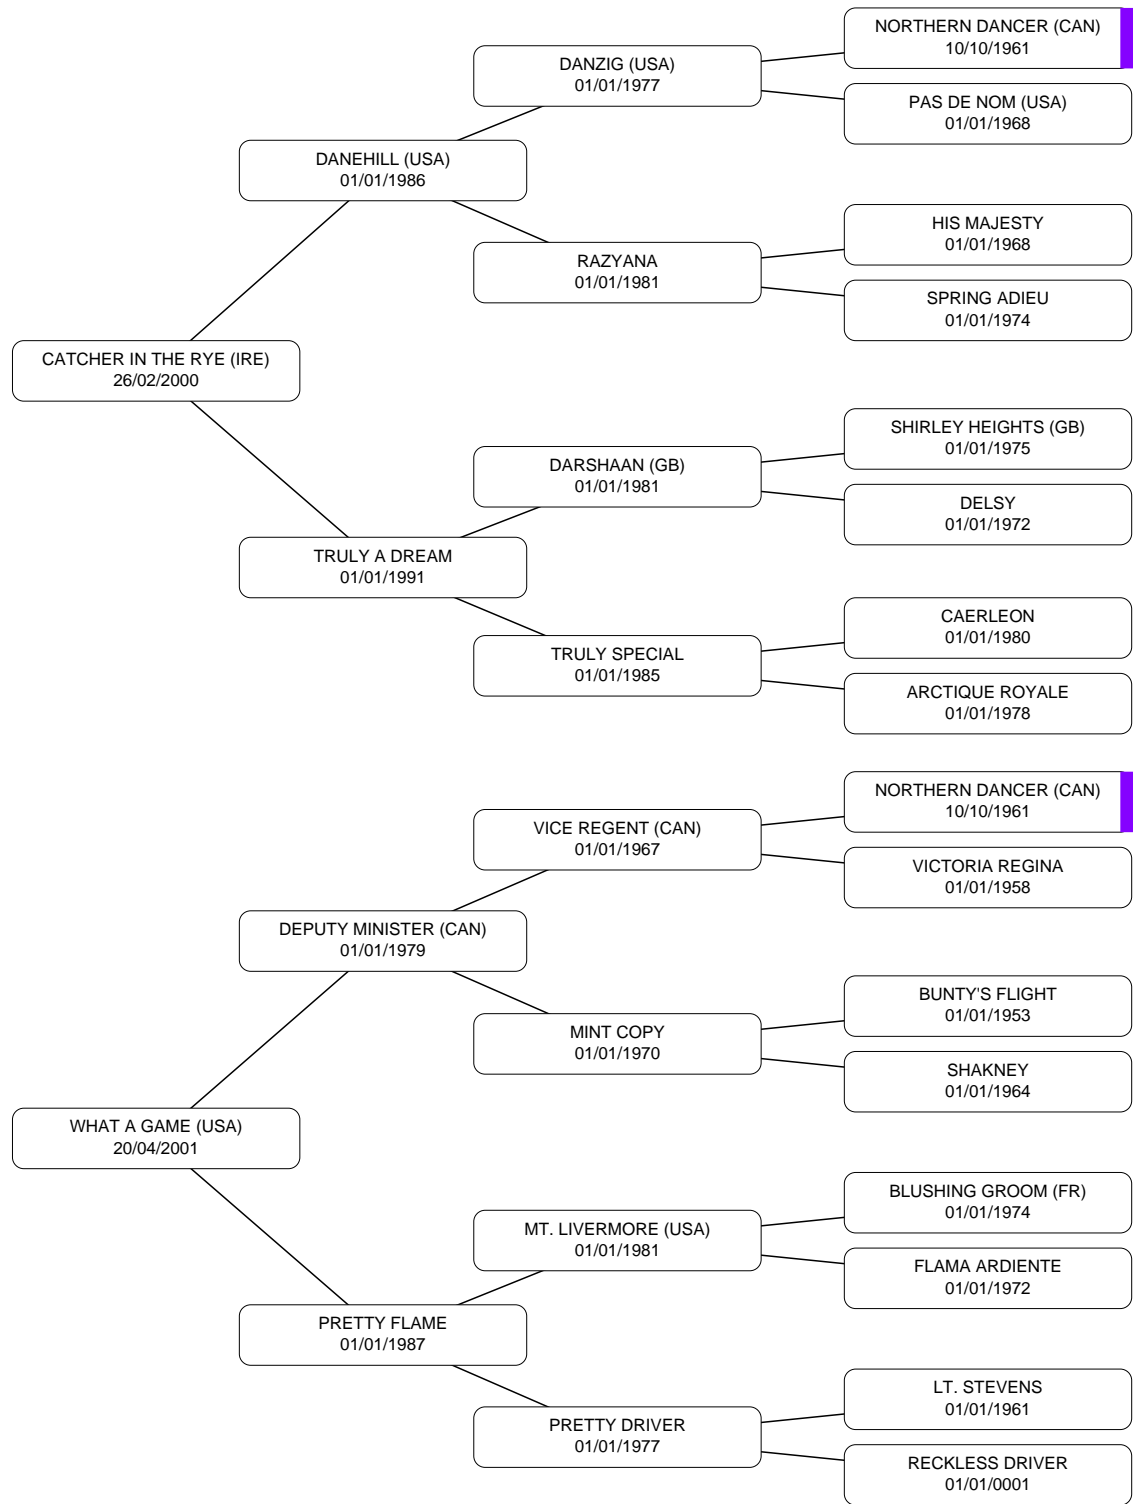 NORTHERN DANCER (CAN)
10/10/1961
DANZIG (USA)
01/01/1977
PAS DE NOM (USA)
01/01/1968
DANEHILL (USA)
01/01/1986
HIS MAJESTY
01/01/1968
RAZYANA
01/01/1981
SPRING ADIEU
01/01/1974
CATCHER IN THE RYE (IRE)
26/02/2000
SHIRLEY HEIGHTS (GB)
01/01/1975
DARSHAAN (GB)
01/01/1981
DELSY
01/01/1972
TRULY A DREAM
01/01/1991
CAERLEON
01/01/1980
TRULY SPECIAL
01/01/1985
ARCTIQUE ROYALE
01/01/1978
NORTHERN DANCER (CAN)
10/10/1961
VICE REGENT (CAN)
01/01/1967
VICTORIA REGINA
01/01/1958
DEPUTY MINISTER (CAN)
01/01/1979
BUNTY'S FLIGHT
01/01/1953
MINT COPY
01/01/1970
SHAKNEY
01/01/1964
WHAT A GAME (USA)
20/04/2001
BLUSHING GROOM (FR)
01/01/1974
MT. LIVERMORE (USA)
01/01/1981
FLAMA ARDIENTE
01/01/1972
PRETTY FLAME
01/01/1987
LT. STEVENS
01/01/1961
PRETTY DRIVER
01/01/1977
RECKLESS DRIVER
01/01/0001